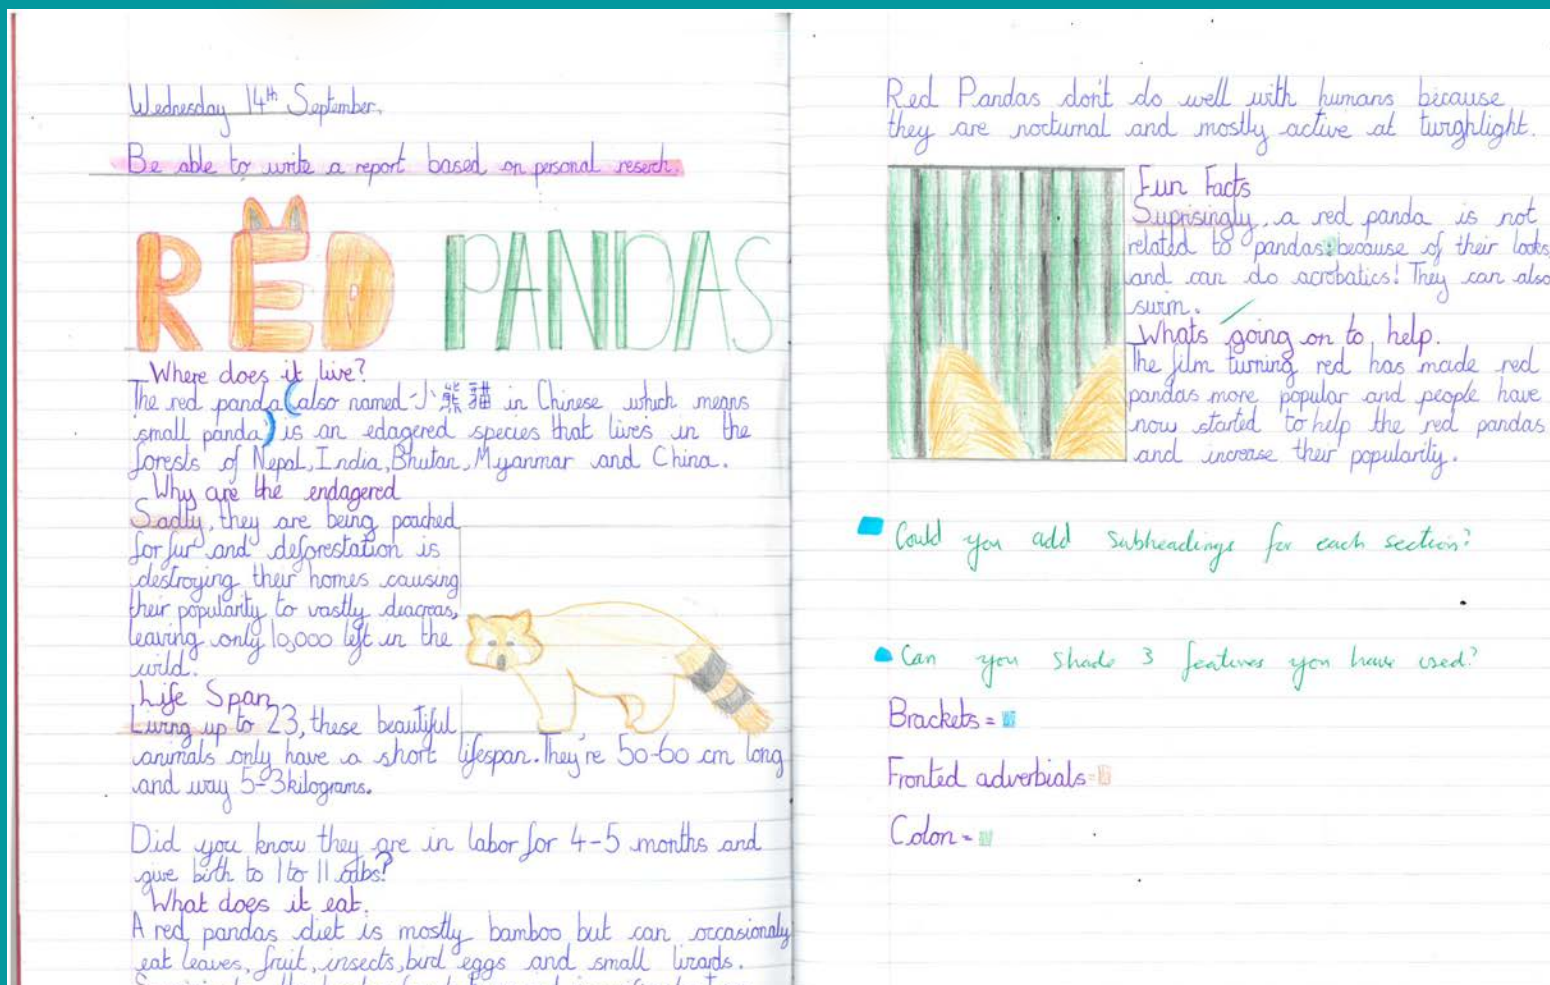 Wednesday 14th September.
Be able to write a report based on personal reserch.
RED PANDAS
Where does it live?
The red panda (also named 小熊貓 in Chinese which means
small panda) is an edagered species that lives in the
forests of Nepal, India, Bhutan, Myanmar and China.
Why are the endagered
Sadly, they are being poached
for fur and deforestation is
destroying their homes causing
their popularity to vastly deacreas,
leaving only 10,000 left in the
wild.
Life Span
Living up to 23, these beautiful
animals only have a short lifespan. They're 50-60 cm long
and way 5-3kilograms.
Did you know they are in labor for 4-5 months and
give birth to 1 to 11 cubs?
What does it eat.
A red pandas diet is mostly bamboo but can occasionaly
eat leaves, fruit, insects, bird eggs and small lizards.
Red Pandas don't do well with humans because
they are nocturnal and mostly active at twighlight.
Fun Facts
Suprisingly, a red panda is not
related to pandas: because of their looks
and can do acrobatics! They can also
swim.
Whats going on to help.
The film turning red has made red
pandas more popular and people have
now started to help the red pandas
and increase their popularity.
Could you add subheadings for each section?
Can you shade 3 features you have used?
Brackets =
Fronted adverbials =
Colon =